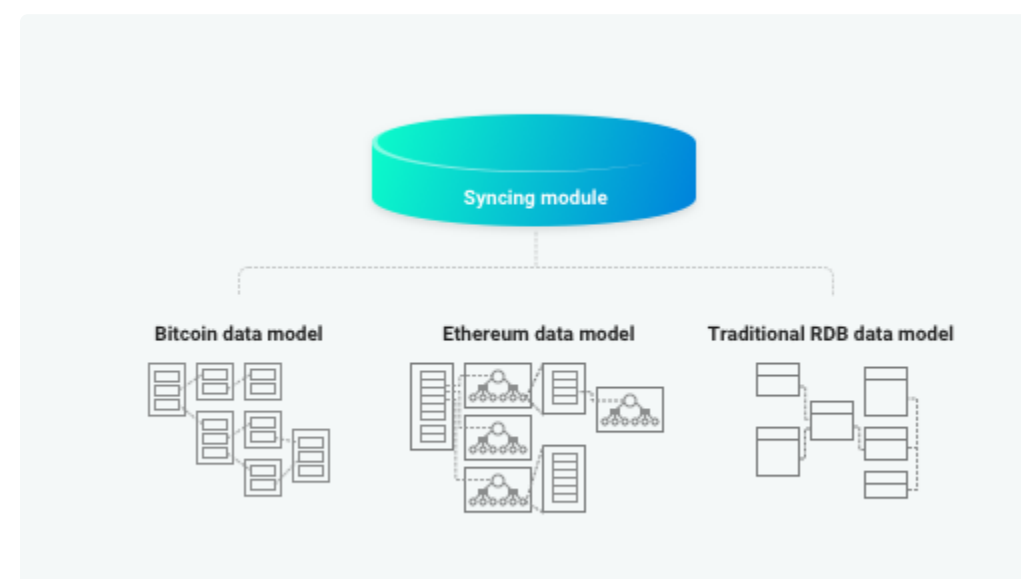 Syncing module
Bitcoin data model
Ethereum data model
Traditional RDB data model